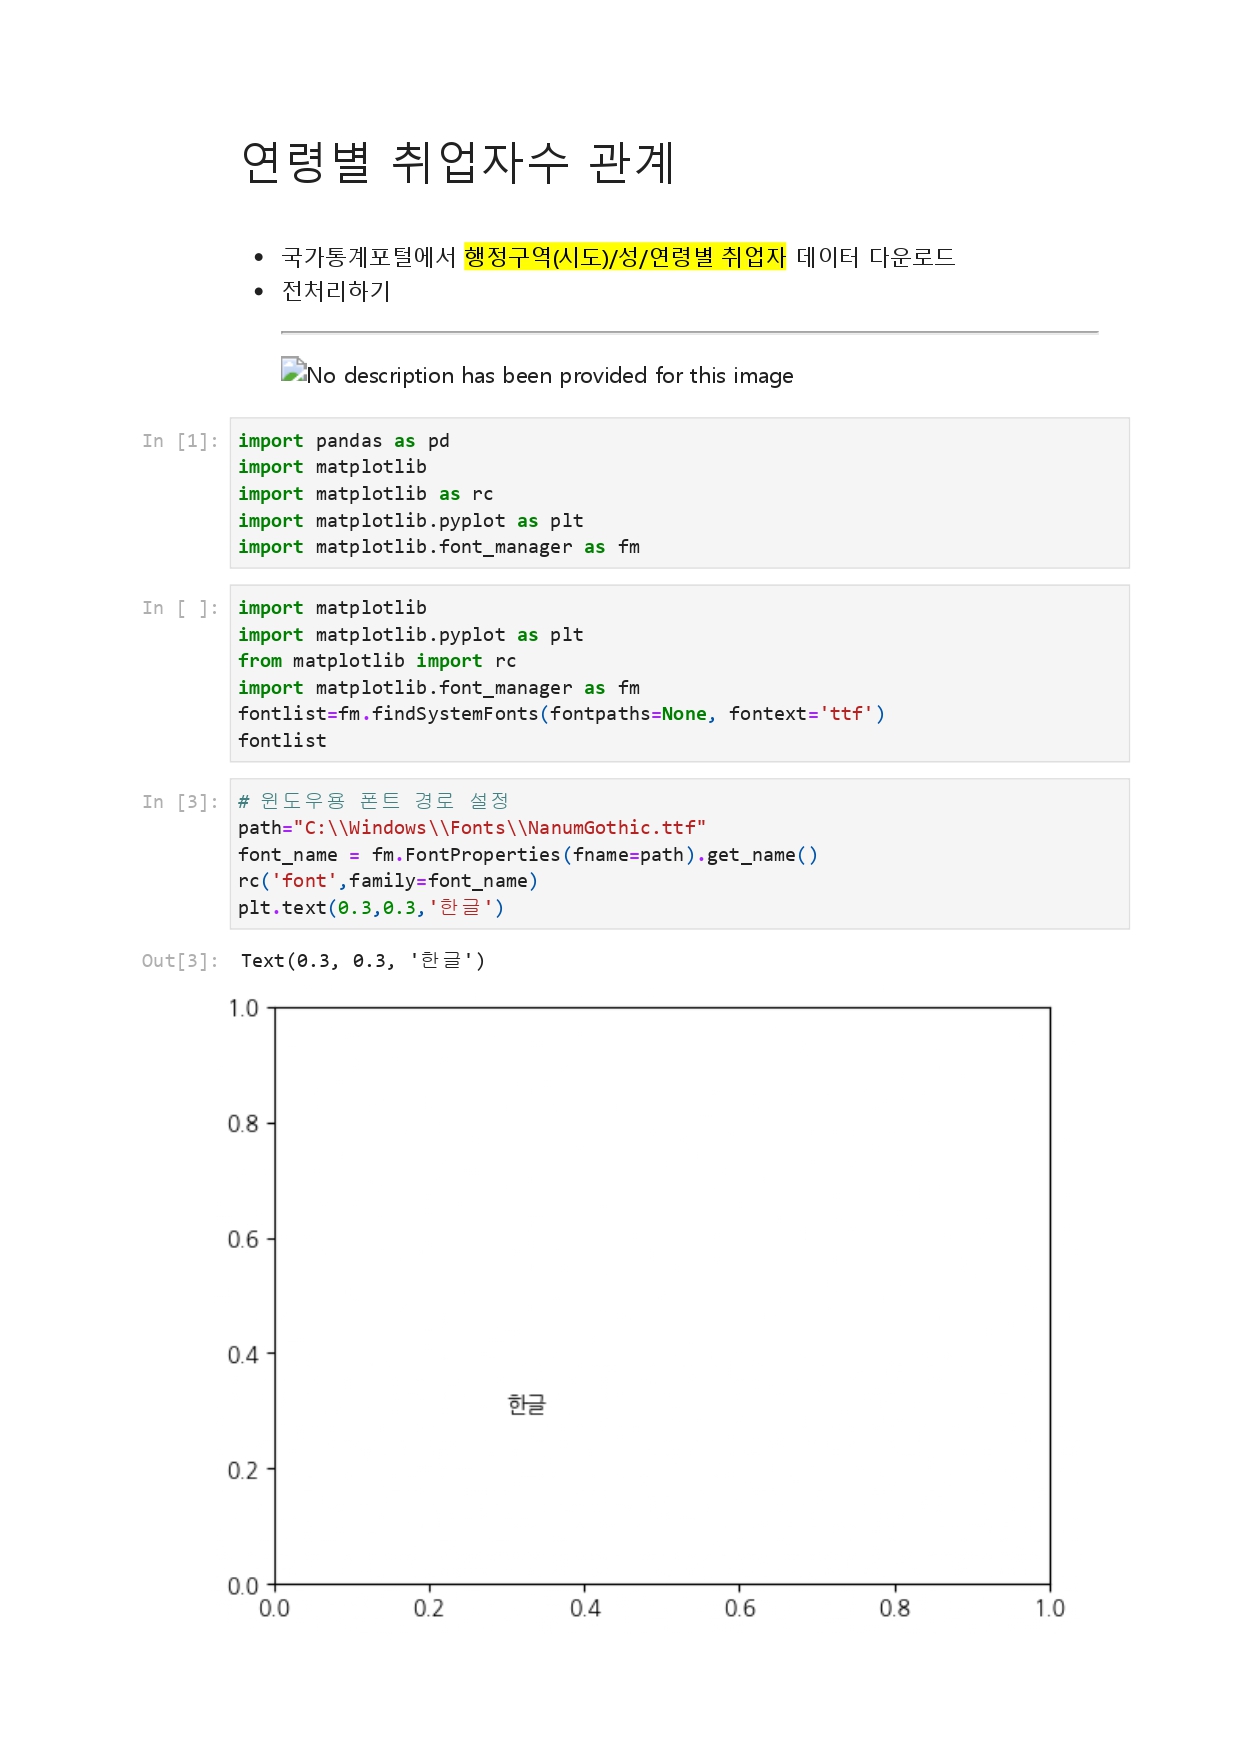 연령별 취업자수 관계
• 국가통계포털에서 행정구역(시도)/성/연령별 취업자 데이터 다운로드
• 전처리하기
No description has been provided for this image
In [1]:
import pandas as pd
import matplotlib
import matplotlib as rc
import matplotlib.pyplot as plt
import matplotlib.font_manager as fm
In [ ]:
import matplotlib
import matplotlib.pyplot as plt
from matplotlib import rc
import matplotlib.font_manager as fm
fontlist=fm.findSystemFonts(fontpaths=None, fontext='ttf')
fontlist
In [3]:
# 윈도우용 폰트 경로 설정
path="C:\\Windows\\Fonts\\NanumGothic.ttf"
font_name = fm.FontProperties(fname=path).get_name()
rc('font',family=font_name)
plt.text(0.3,0.3,'한글')
Out[3]: Text(0.3, 0.3, '한글')
1.0
0.8
0.6
0.4
한글
0.2
0.0
0.0 0.2 0.4 0.6 0.8 1.0